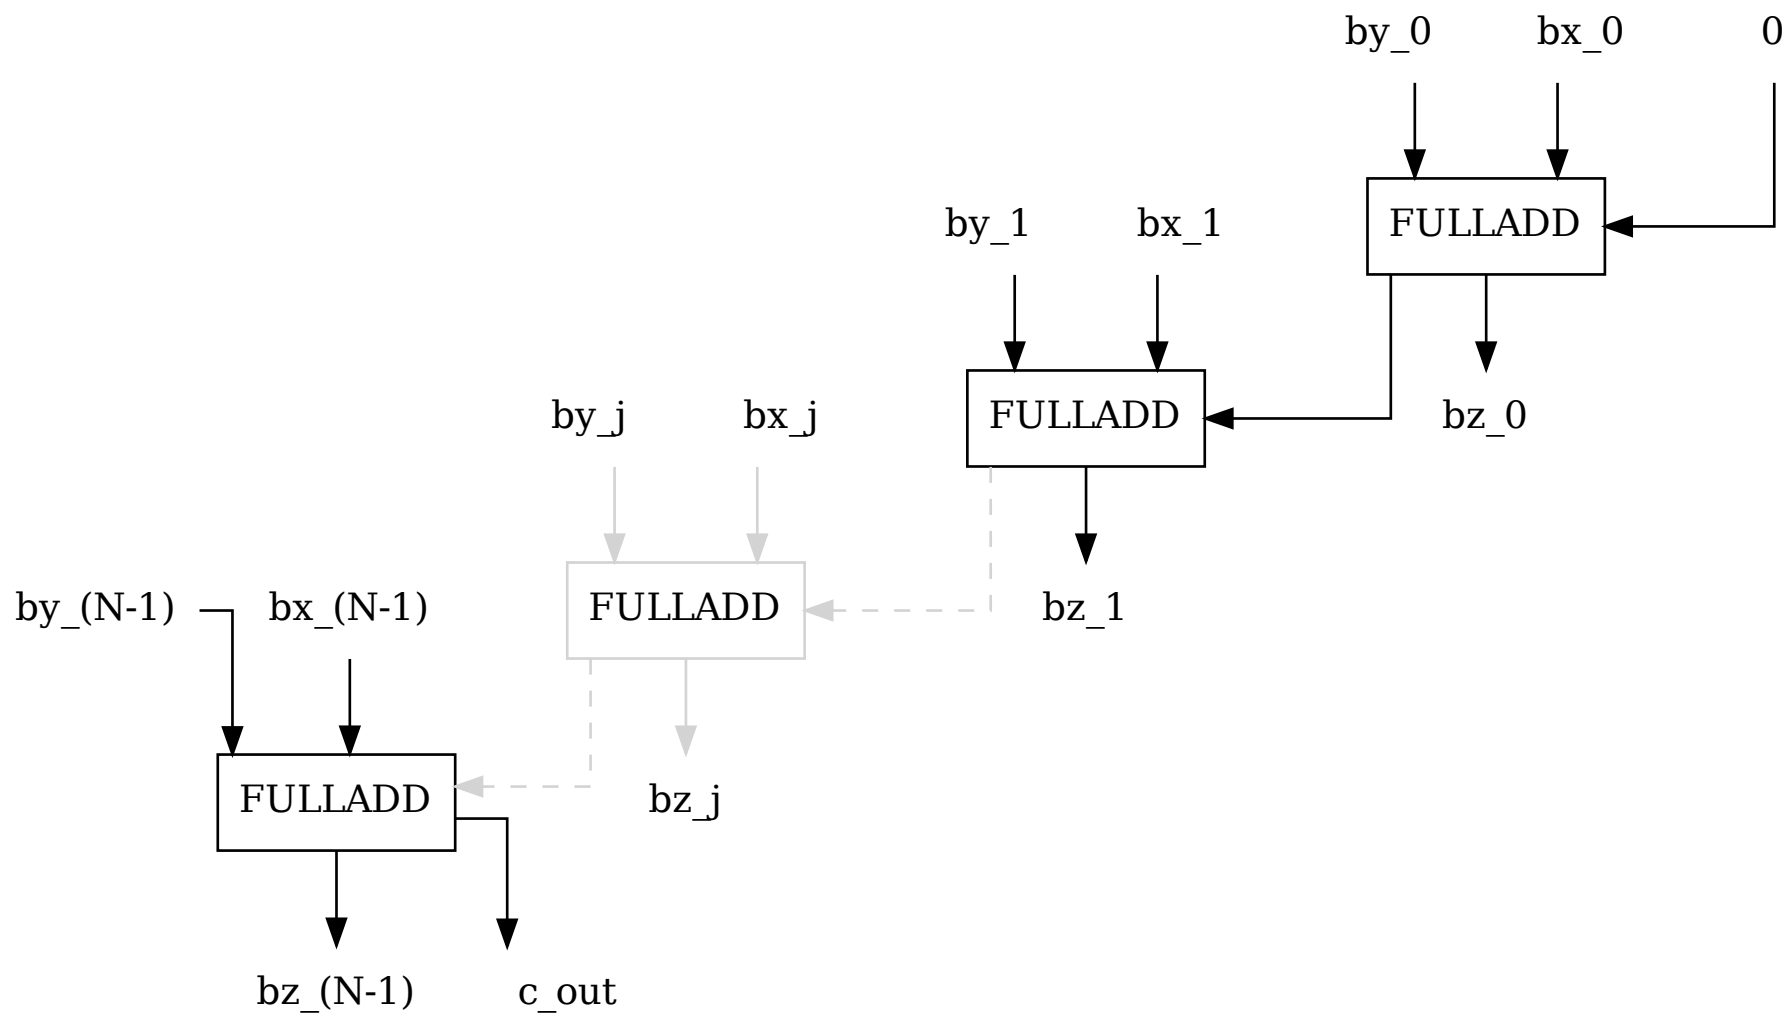 by_0 bx_0 0
FULLADD
by_1 bx_1
FULLADD
bz_0
by_j bx_j
FULLADD
bz_1
by_(N-1) bx_(N-1)
FULLADD
bz_j
bz_(N-1) c_out